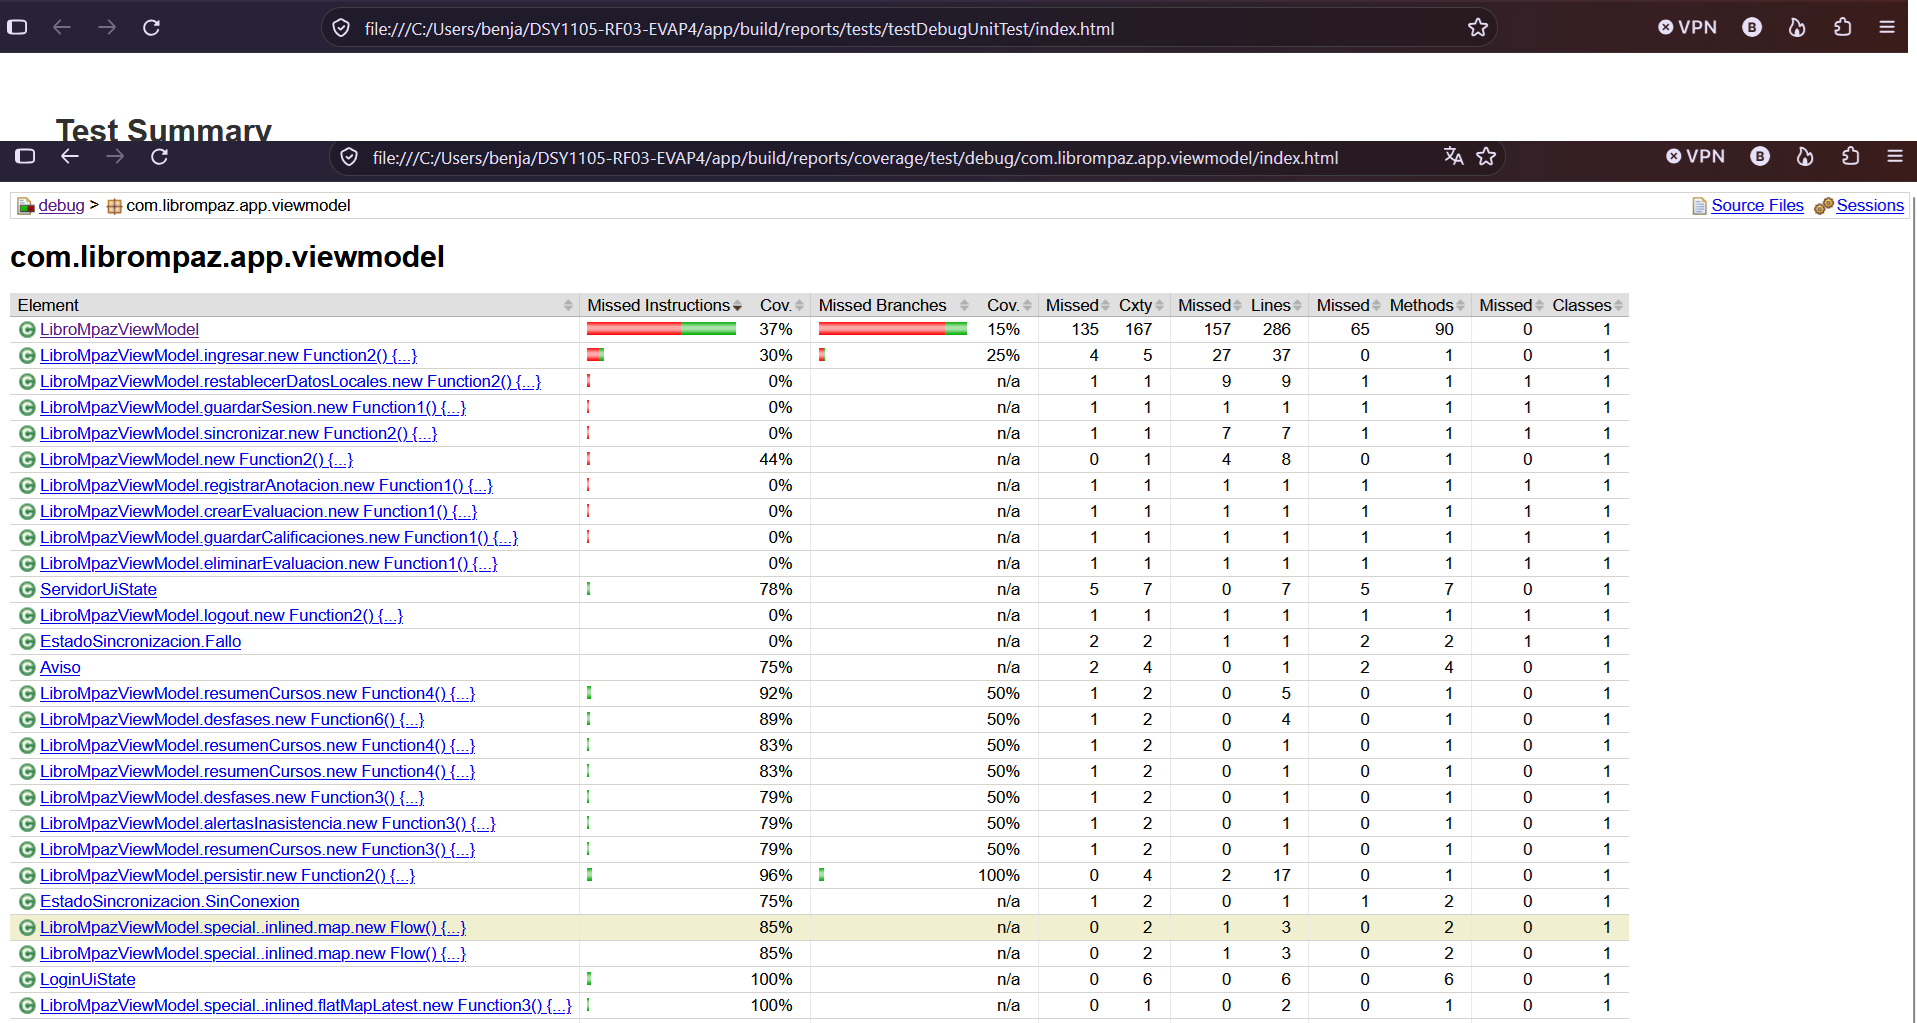 file:///C:/Users/benja/DSY1105-RF03-EVAP4/app/build/reports/tests/testDebugUnitTest/index.html VPN B
Test Summary
file:///C:/Users/benja/DSY1105-RF03-EVAP4/app/build/reports/coverage/test/debug/com.librompaz.app.viewmodel/index.html VPN B
debug > com.librompaz.app.viewmodel Source Files Sessions
com.librompaz.app.viewmodel
Element Missed Instructions Cov. Missed Branches Cov. Missed Cxty Missed Lines Missed Methods Missed Classes
LibroMpazViewModel 37% 15% 135 167 157 286 65 90 0 1
LibroMpazViewModel.ingresar.new Function2() {...} 30% 25% 4 5 27 37 0 1 0 1
LibroMpazViewModel.restablecerDatosLocales.new Function2() {...} 0% n/a 1 1 9 9 1 1 1 1
LibroMpazViewModel.guardarSesion.new Function1() {...} 0% n/a 1 1 1 1 1 1 1 1
LibroMpazViewModel.sincronizar.new Function2() {...} 0% n/a 1 1 7 7 1 1 1 1
LibroMpazViewModel.new Function2() {...} 44% n/a 0 1 4 8 0 1 0 1
LibroMpazViewModel.registrarAnotacion.new Function1() {...} 0% n/a 1 1 1 1 1 1 1 1
LibroMpazViewModel.crearEvaluacion.new Function1() {...} 0% n/a 1 1 1 1 1 1 1 1
LibroMpazViewModel.guardarCalificaciones.new Function1() {...} 0% n/a 1 1 1 1 1 1 1 1
LibroMpazViewModel.eliminarEvaluacion.new Function1() {...} 0% n/a 1 1 1 1 1 1 1 1
ServidorUiState 78% n/a 5 7 0 7 5 7 0 1
LibroMpazViewModel.logout.new Function2() {...} 0% n/a 1 1 1 1 1 1 1 1
EstadoSincronizacion.Fallo 0% n/a 2 2 1 1 2 2 1 1
Aviso 75% n/a 2 4 0 1 2 4 0 1
LibroMpazViewModel.resumenCursos.new Function4() {...} 92% 50% 1 2 0 5 0 1 0 1
LibroMpazViewModel.desfases.new Function6() {...} 89% 50% 1 2 0 4 0 1 0 1
LibroMpazViewModel.resumenCursos.new Function4() {...} 83% 50% 1 2 0 1 0 1 0 1
LibroMpazViewModel.resumenCursos.new Function4() {...} 83% 50% 1 2 0 1 0 1 0 1
LibroMpazViewModel.desfases.new Function3() {...} 79% 50% 1 2 0 1 0 1 0 1
LibroMpazViewModel.alertasInasistencia.new Function3() {...} 79% 50% 1 2 0 1 0 1 0 1
LibroMpazViewModel.resumenCursos.new Function3() {...} 79% 50% 1 2 0 1 0 1 0 1
LibroMpazViewModel.persistir.new Function2() {...} 96% 100% 0 4 2 17 0 1 0 1
EstadoSincronizacion.SinConexion 75% n/a 1 2 0 1 1 2 0 1
LibroMpazViewModel.special..inlined.map.new Flow() {...} 85% n/a 0 2 1 3 0 2 0 1
LibroMpazViewModel.special..inlined.map.new Flow() {...} 85% n/a 0 2 1 3 0 2 0 1
LoginUiState 100% n/a 0 6 0 6 0 6 0 1
LibroMpazViewModel.special..inlined.flatMapLatest.new Function3() {...} 100% n/a 0 1 0 2 0 1 0 1